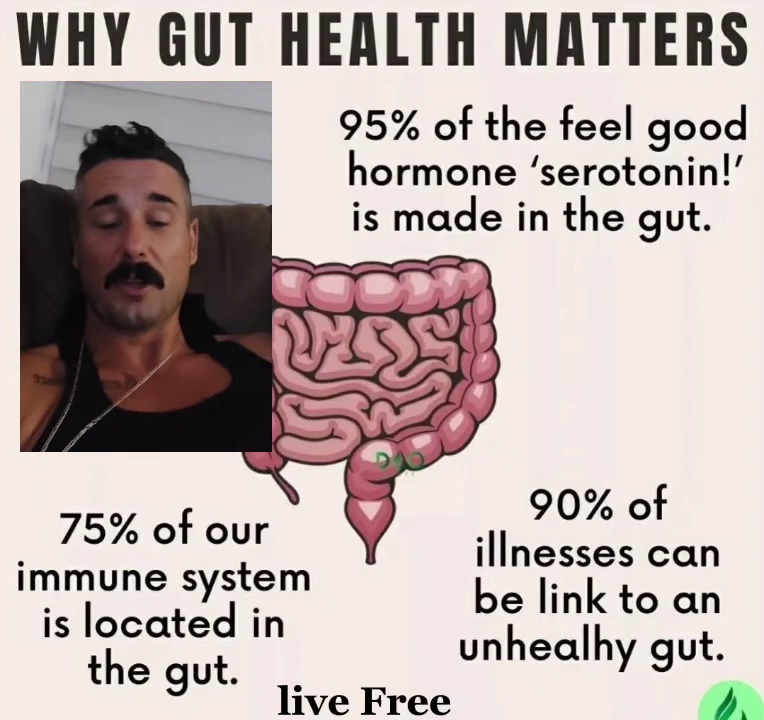 WHY GUT HEALTH MATTERS
95% of the feel good
hormone ‘serotonin!’
is made in the gut.
75% of our
immune system
is located in
the gut.
90% of
illnesses can
be link to an
unhealhy gut.
live Free